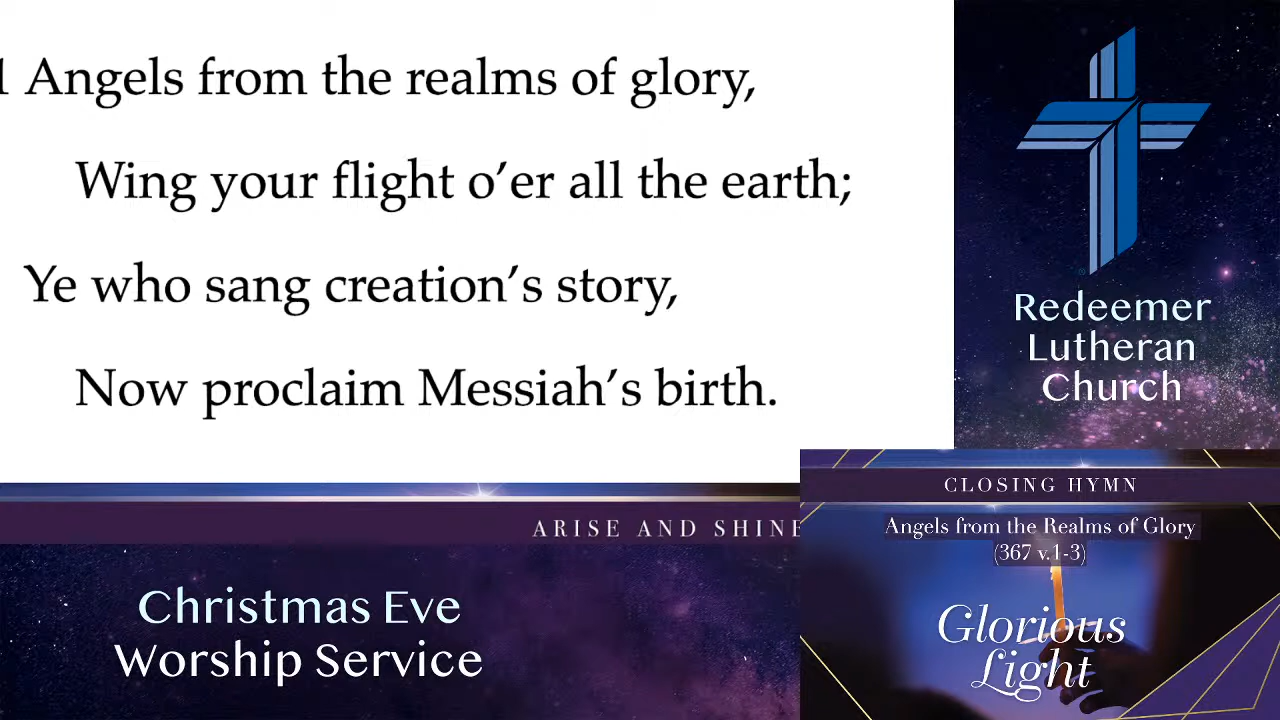 1 Angels from the realms of glory,
Wing your flight o’er all the earth;
Ye who sang creation’s story,
Now proclaim Messiah’s birth.
®
Redeemer
Lutheran
Church
ARISE AND SHINE
Christmas Eve
Worship Service
CLOSING HYMN
Angels from the Realms of Glory
(367 v.1-3)
Glorious
Light